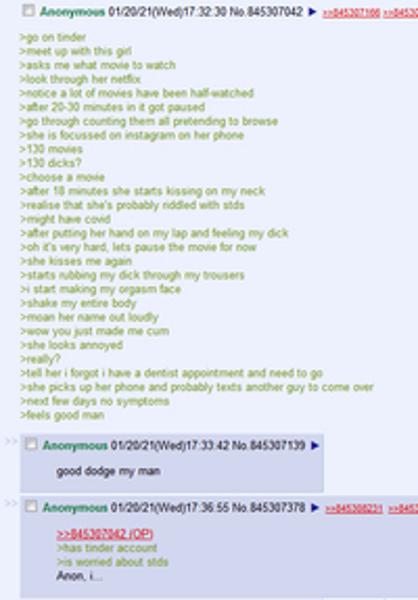 Anonymous 01/20/21(Wed)17:32:30 No.845307042 ▶ >>845307166
>go on tinder
>meet up with this girl
>asks me what movie to watch
>look through her netflix
>notice a lot of movies have been half-watched
>after 20-30 minutes in it got paused
>go through counting them all pretending to browse
>she is focussed on instagram on her phone
>130 movies
>130 dicks?
>choose a movie
>after 18 minutes she starts kissing on my neck
>realise that she's probably riddled with stds
>might have covid
>after putting her hand on my lap and feeling my dick
>oh it's very hard, lets pause the movie for now
>she kisses me again
>starts rubbing my dick through my trousers
>i start making my orgasm face
>shake my entire body
>moan her name out loudly
>wow you just made me cum
>she looks annoyed
>really?
>tell her i forgot i have a dentist appointment and need to go
>she picks up her phone and probably texts another guy to come over
>next few days no symptoms
>feels good man
>> Anonymous 01/20/21(Wed)17:33:42 No.845307139 ▶
good dodge my man
>> Anonymous 01/20/21(Wed)17:36:55 No.845307378 ▶ >>845308231
>>845307042 (OP)
>has tinder account
>is worried about stds
Anon, i...